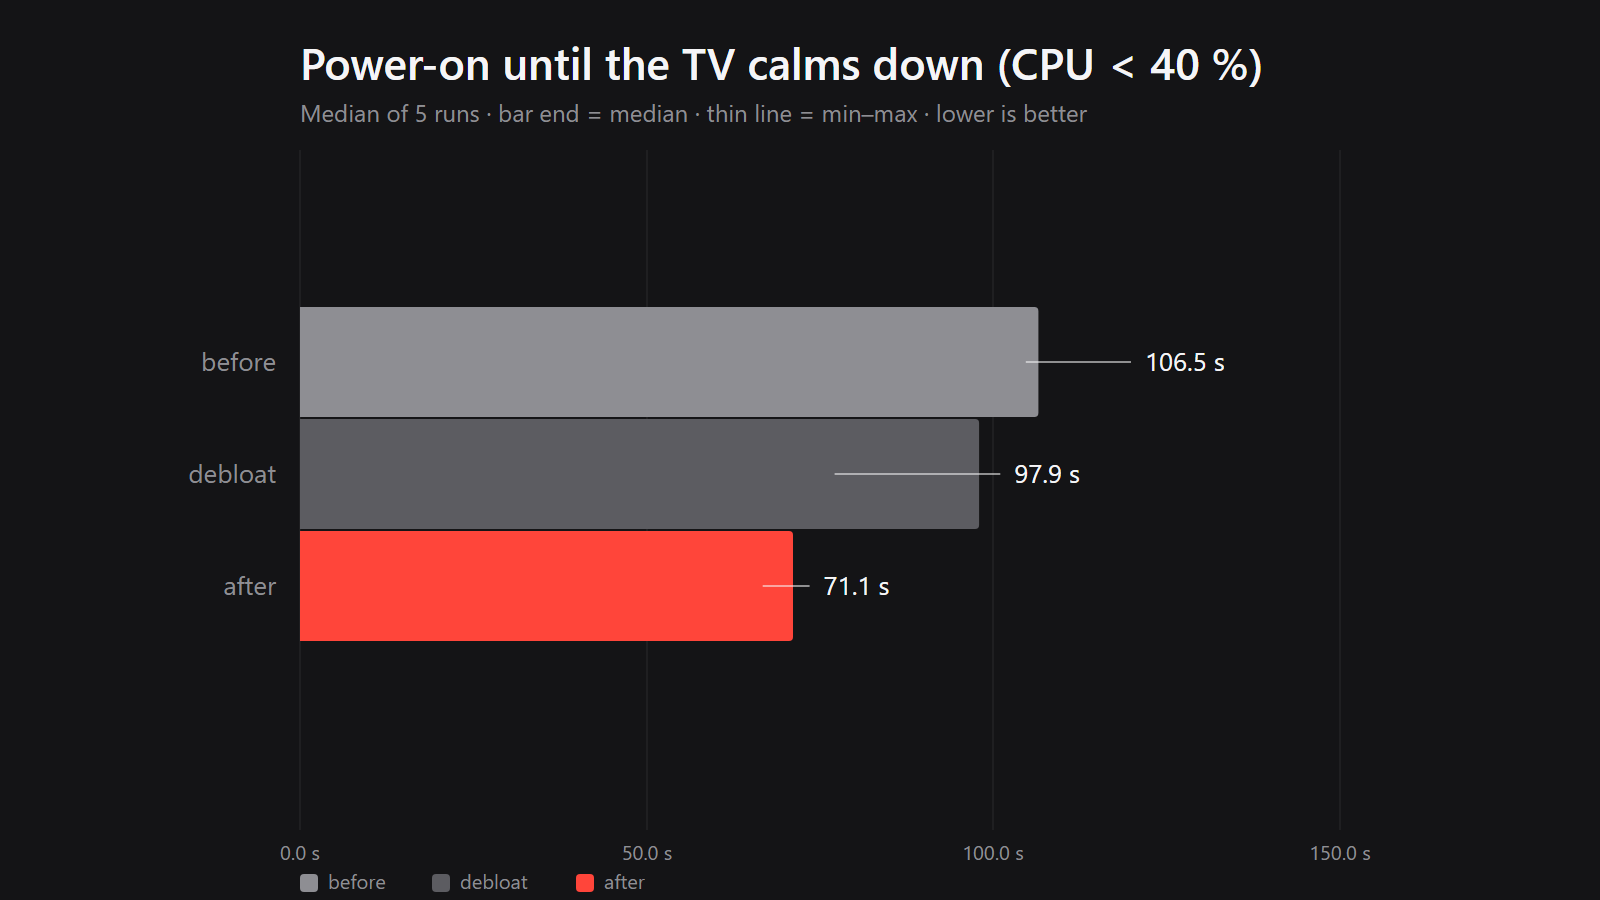 Power-on until the TV calms down (CPU < 40 %)
Median of 5 runs · bar end = median · thin line = min–max · lower is better
before
106.5 s
debloat
97.9 s
after
71.1 s
0.0 s
50.0 s
100.0 s
150.0 s
before
debloat
after